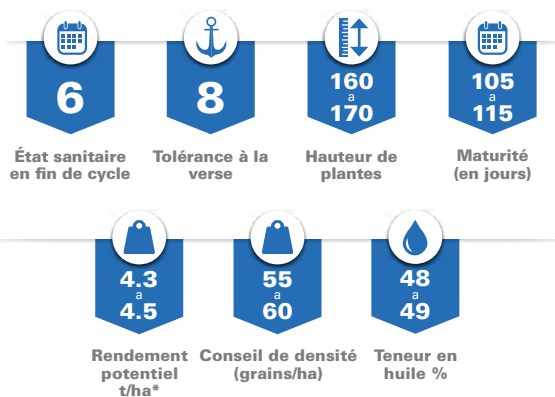 6
État sanitaire
en fin de cycle
8
Tolérance à la
verse
160
a
170
Hauteur de
plantes
105
a
115
Maturité
(en jours)
4.3
a
4.5
Rendement
potentiel
t/ha*
55
a
60
Conseil de densité
(grains/ha)
48
a
49
Teneur en
huile %